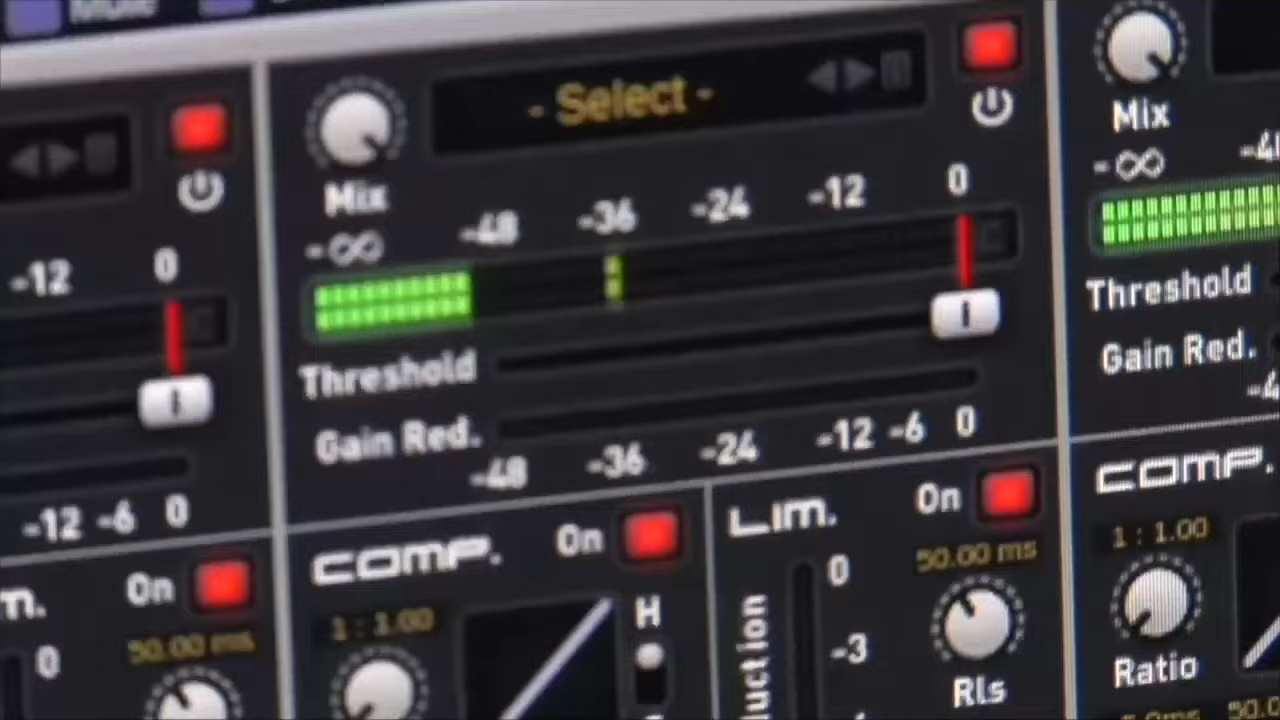 - Select -
Mix
Mix
-48 -36 -24 -12 0
-∞
-∞
-12 0
Threshold
Threshold
Gain Red.
Gain Red.
-48 -36 -24 -12 -6 0
-12 -6 0
COMP. On
LIM. On
COMP.
On
1 : 1.00
50.00 ms
1 : 1.00
50.00 ms
H
0
-3
0
Rls
Ratio